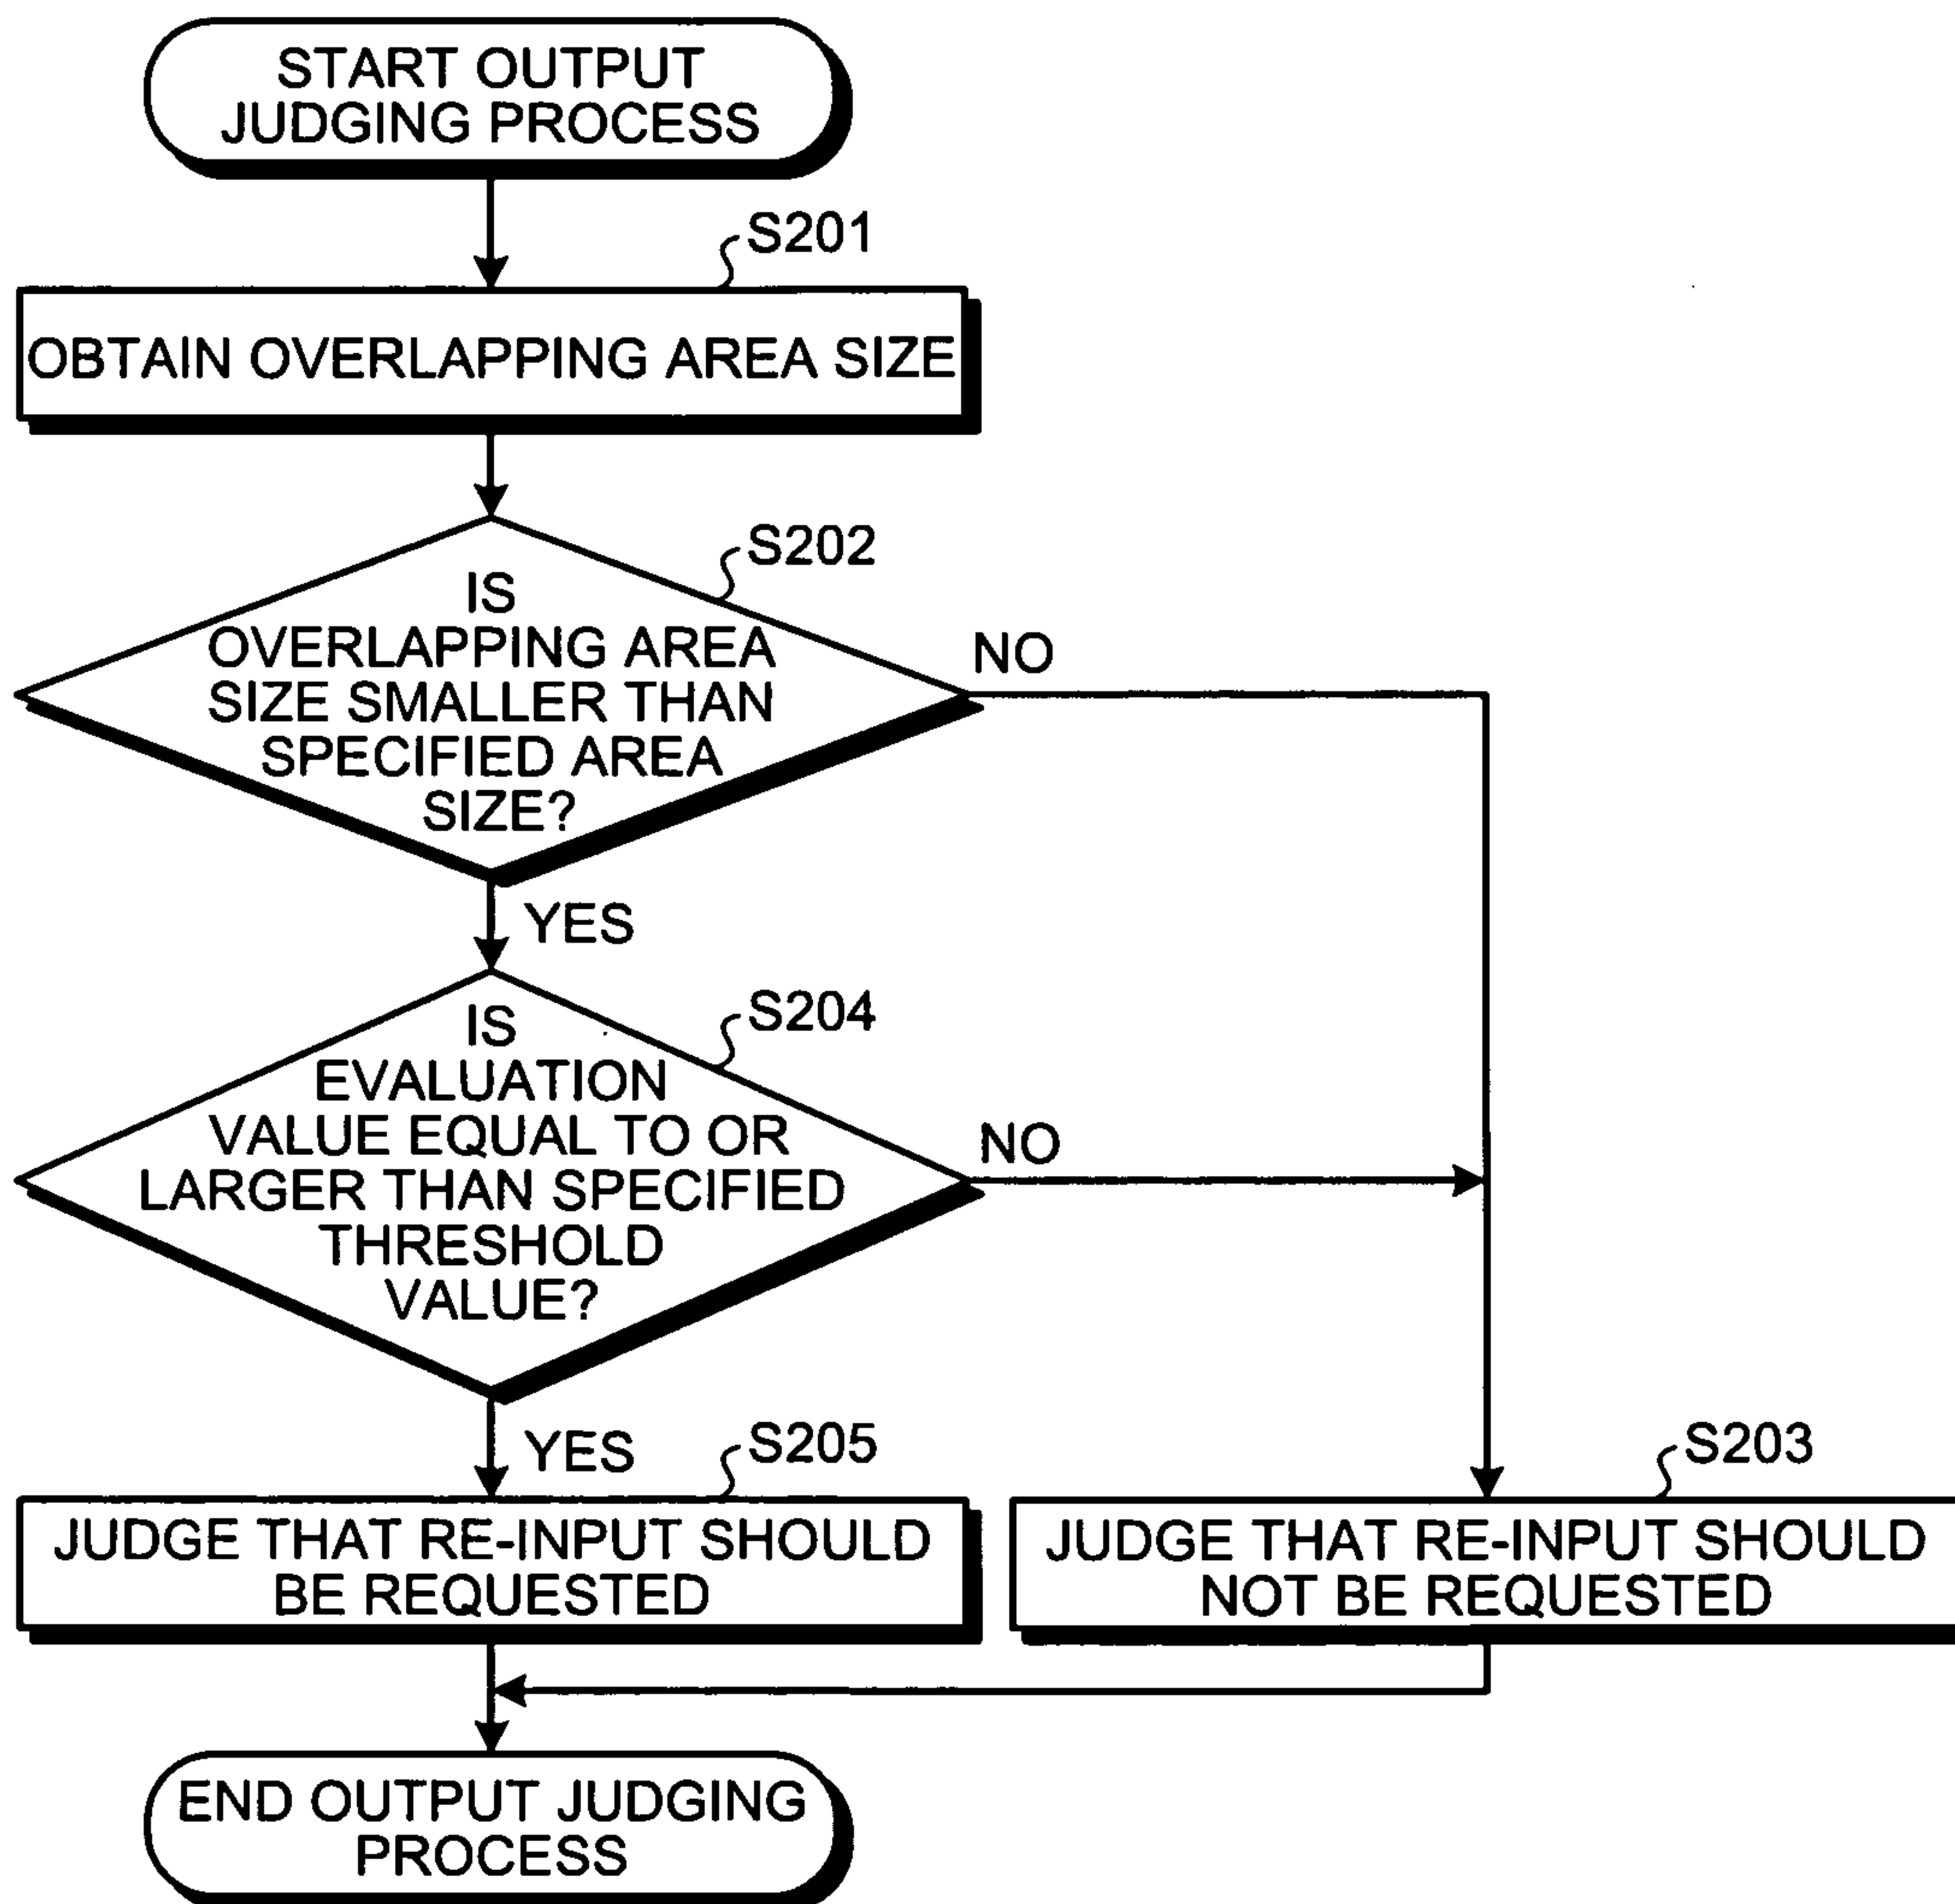 START OUTPUT
JUDGING PROCESS
S201
OBTAIN OVERLAPPING AREA SIZE
S202
IS
OVERLAPPING AREA
SIZE SMALLER THAN
SPECIFIED AREA
SIZE?
NO
YES
S204
IS
EVALUATION
VALUE EQUAL TO OR
LARGER THAN SPECIFIED
THRESHOLD
VALUE?
NO
YES
S205
JUDGE THAT RE-INPUT SHOULD
BE REQUESTED
S203
JUDGE THAT RE-INPUT SHOULD
NOT BE REQUESTED
END OUTPUT JUDGING
PROCESS